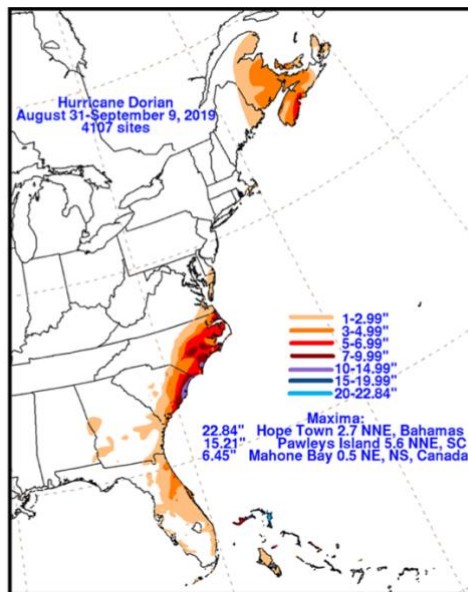 Hurricane Dorian
August 31-September 9, 2019
4107 sites
1-2.99"
3-4.99"
5-6.99"
7-9.99"
10-14.99"
15-19.99"
20-22.84"
Maxima:
22.84" Hope Town 2.7 NNE, Bahamas
15.21" Pawleys Island 5.6 NNE, SC
6.45" Mahone Bay 0.5 NE, NS, Canada